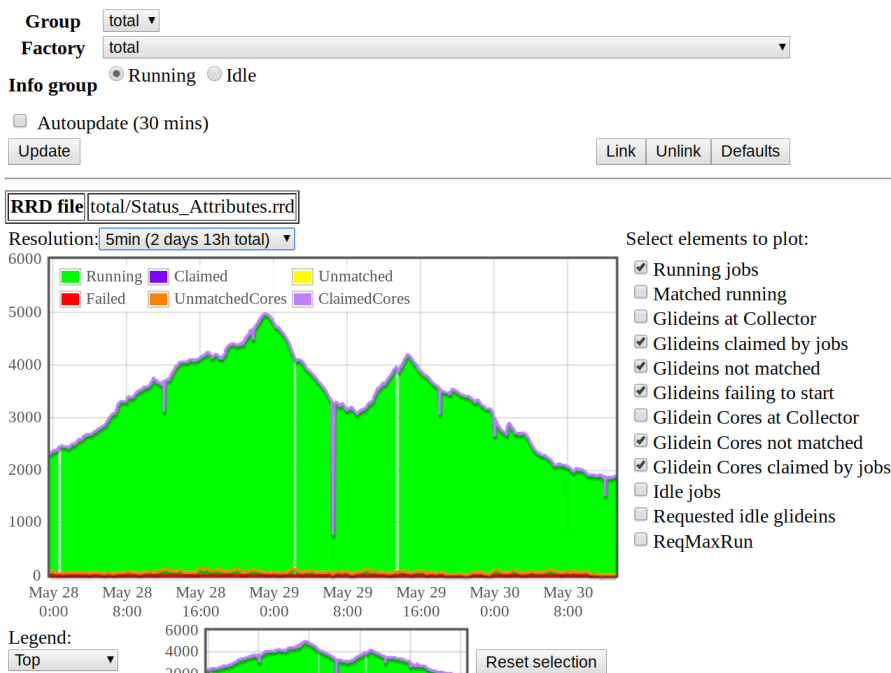 Group total
Factory total
Info group Running Idle
Autoupdate (30 mins)
Update Link Unlink Defaults
RRD file total/Status_Attributes.rrd
Resolution: 5min (2 days 13h total)
Select elements to plot:
Running jobs
Matched running
Glideins at Collector
Glideins claimed by jobs
Glideins not matched
Glideins failing to start
Glidein Cores at Collector
Glidein Cores not matched
Glidein Cores claimed by jobs
Idle jobs
Requested idle glideins
ReqMaxRun
Running Claimed Unmatched
Failed UnmatchedCores ClaimedCores
6000
5000
4000
3000
2000
1000
0
May 28 May 28 May 28 May 29 May 29 May 29 May 30 May 30
0:00 8:00 16:00 0:00 8:00 16:00 0:00 8:00
Legend:
Top
6000
4000
2000
Reset selection